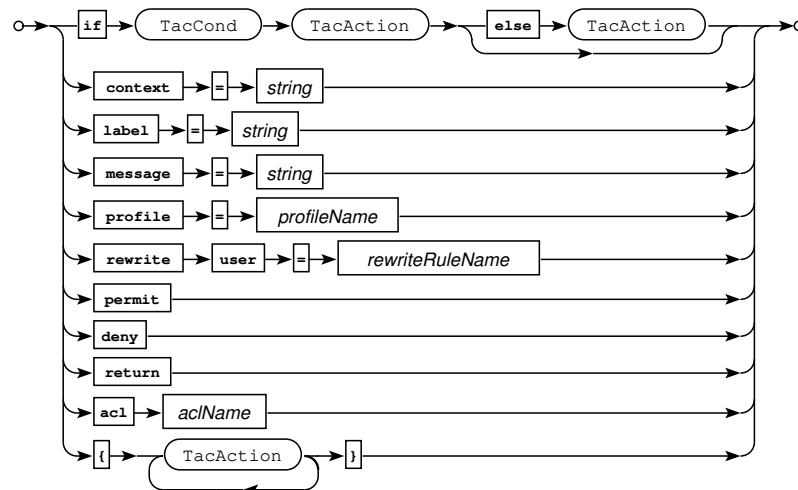 if TacCond TacAction else TacAction
context = string
label = string
message = string
profile = profileName
rewrite user = rewriteRuleName
permit
deny
return
acl aclName
{ TacAction }